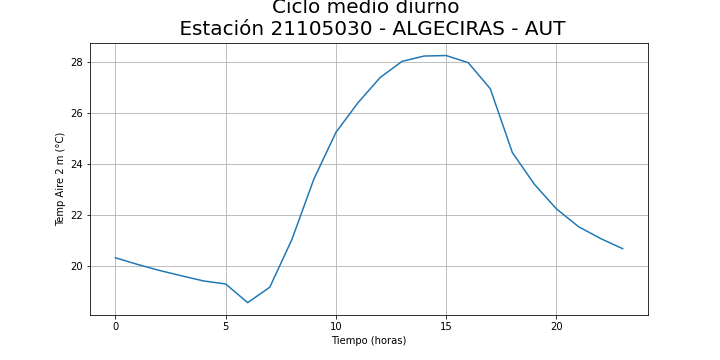 Ciclo medio diurno
Estación 21105030 - ALGECIRAS - AUT
28
26
24
22
20
Temp Aire 2 m (°C)
0
5
10
15
20
Tiempo (horas)